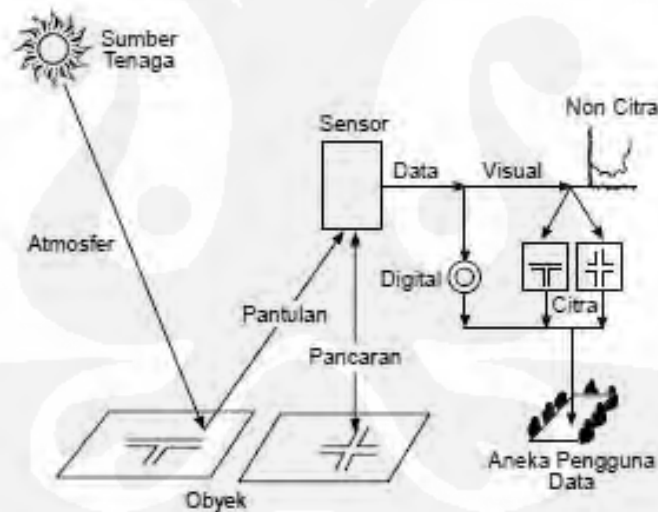 Sumber
Tenaga
Non Citra
Sensor
Data
Visual
Atmosfer
Digital
Citra
Pantulan
Pancaran
Aneka Pengguna
Data
Obyek